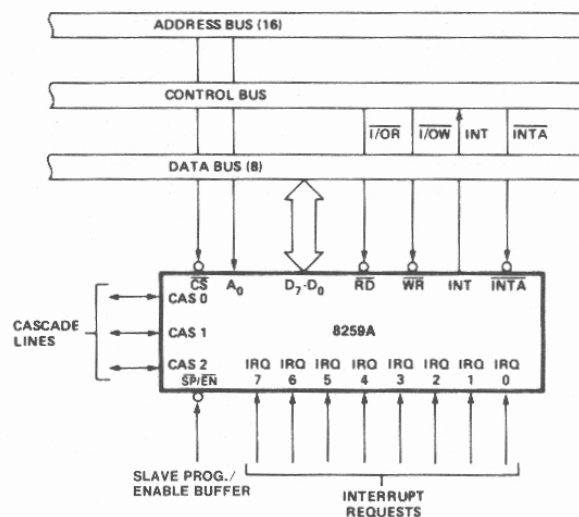 ADDRESS BUS (16)
CONTROL BUS
I/OR I/OW INT INTA
DATA BUS (8)
CS A0 D7-D0 RD WR INT INTA
CAS 0
CASCADE LINES
CAS 1
8259A
CAS 2
SP/EN
IRQ IRQ IRQ IRQ IRQ IRQ IRQ IRQ
7 6 5 4 3 2 1 0
SLAVE PROG./
ENABLE BUFFER
INTERRUPT
REQUESTS